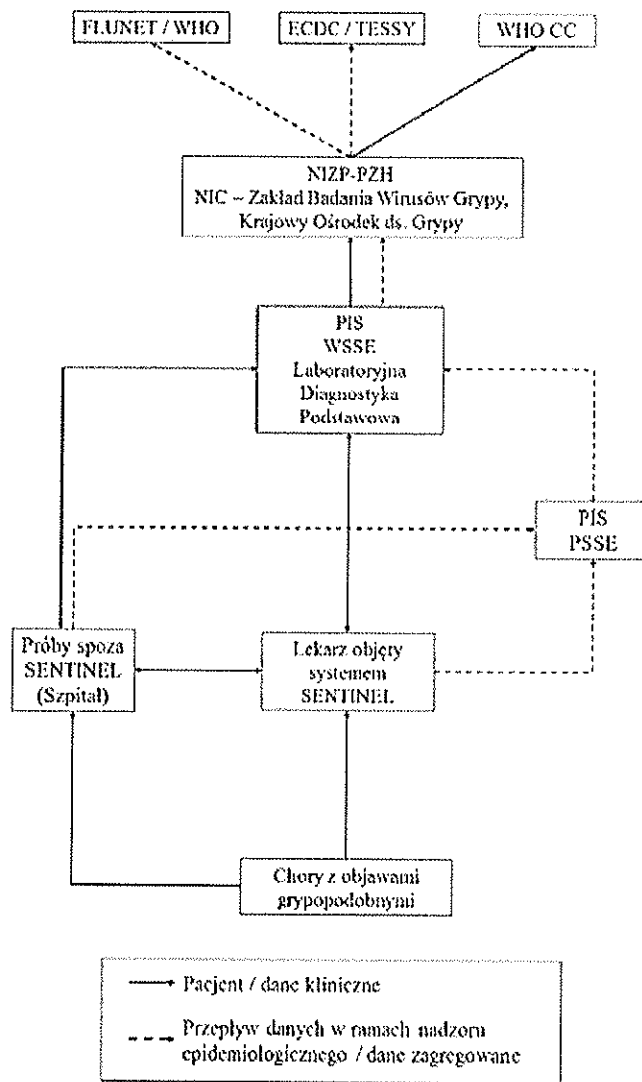 FLUNET / WHO
ECDC / TESSY
WHO CC
NIZP-PZH
NIC – Zakład Badania Wirusów Grypy,
Krajowy Ośrodek ds. Grypy
PIS
WSSE
Laboratoryjna
Diagnostyka
Podstawowa
PIS
PSSE
Próby spoza
SENTINEL
(Szpital)
Lekarz objęty
systemem
SENTINEL
Chory z objawami
grypopodobnymi
Pacjent / dane kliniczne
Przepływ danych w ramach nadzoru
epidemiologicznego / dane zagregowane